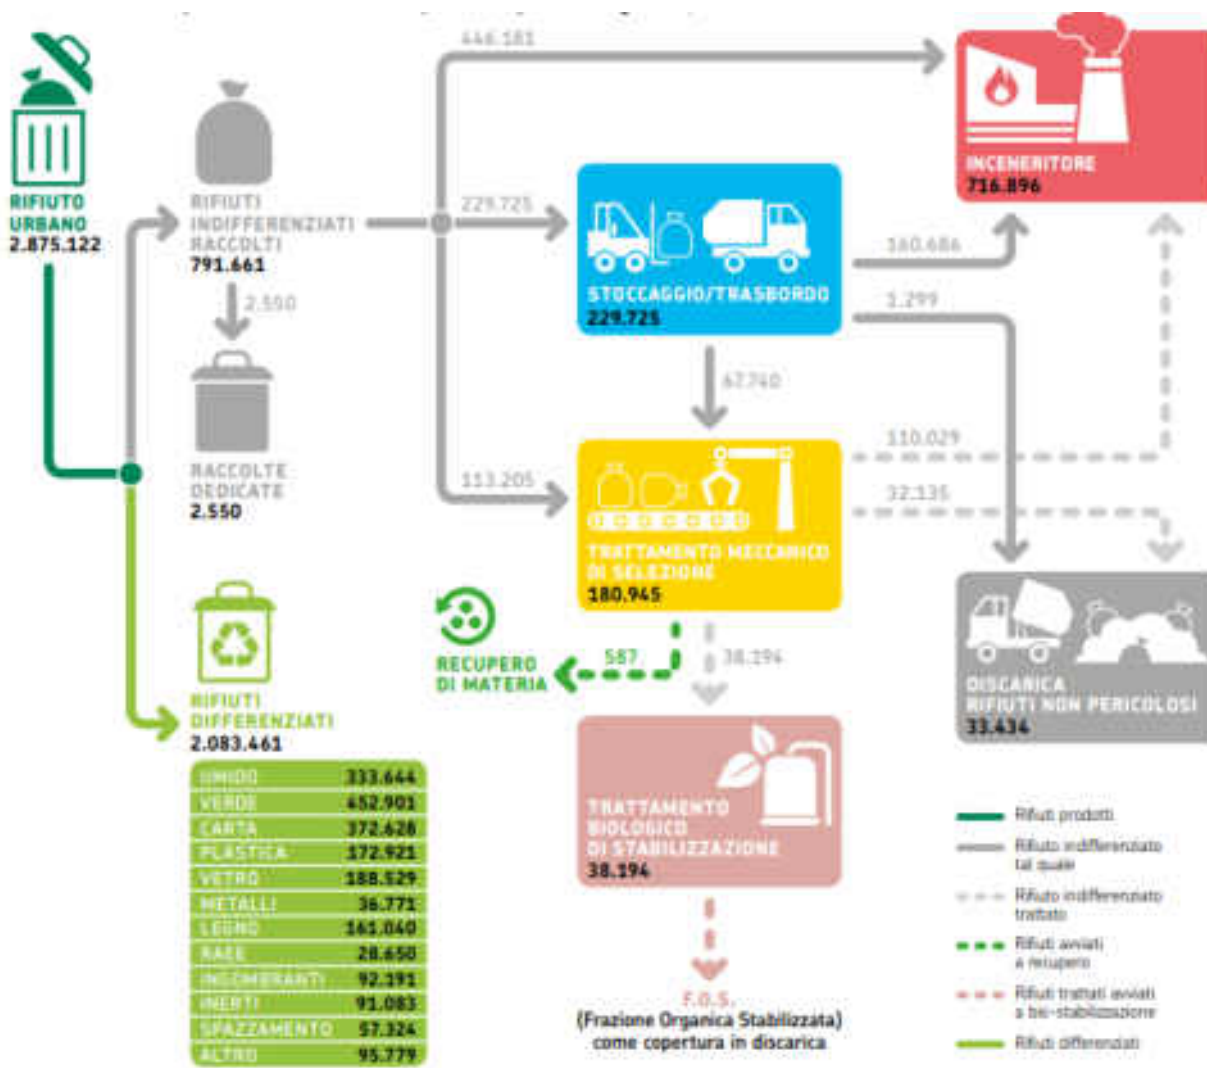 446.181
RIFIUTO
URBANO
2.875.122
RIFIUTI
INDIFFERENZIATI
RACCOLTI
791.661
229.725
INCENERITORE
716.896
2.550
STOCCAGGIO/TRASBORDO
229.725
160.686
1.299
67.740
RACCOLTE
DEDICATE
2.550
113.205
TRATTAMENTO MECCANICO
DI SELEZIONE
180.945
110.029
32.135
RECUPERO
DI MATERIA
587
38.194
DISCARICA
RIFIUTI NON PERICOLOSI
33.434
RIFIUTI
DIFFERENZIATI
2.083.461
UMIDO 333.644
VERDE 452.901
CARTA 372.628
PLASTICA 172.921
VETRO 188.529
METALLI 36.771
LEGNO 161.040
RAEE 28.650
INGOMBRANTI 92.191
INERTI 91.083
SPAZZAMENTO 57.324
ALTRO 95.779
TRATTAMENTO
BIOLOGICO
DI STABILIZZAZIONE
38.194
F.O.S.
(Frazione Organica Stabilizzata)
come copertura in discarica
Rifiuti prodotti
Rifiuto indifferenziato
tal quale
Rifiuto indifferenziato
trattato
Rifiuti avviati
a recupero
Rifiuti trattati avviati
a bio-stabilizzazione
Rifiuti differenziati